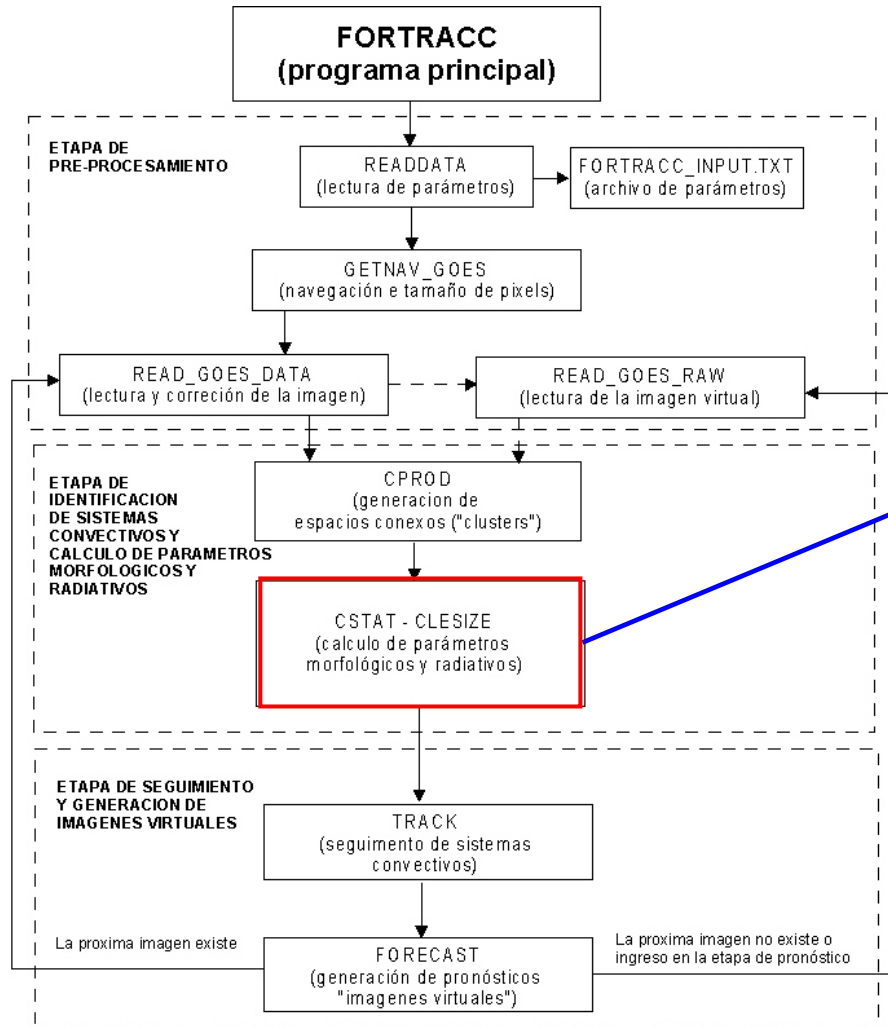 FORTRACC
(programa principal)
ETAPA DE
PRE-PROCESAMIENTO
READDATA
(lectura de parámetros)
FORTRACC_INPUT.TXT
(archivo de parámetros)
GETNAV_GOES
(navegación e tamaño de pixels)
READ_GOES_DATA
(lectura y correción de la imagen)
READ_GOES_RAW
(lectura de la imagen virtual)
ETAPA DE
IDENTIFICACION
DE SISTEMAS
CONVECTIVOS Y
CALCULO DE PARAMETROS
MORFOLOGICOS Y
RADIATIVOS
CPROD
(generacion de
espacios conexos ("clusters")
CSTAT - CLESIZE
(calculo de parámetros
morfológicos y radiativos)
ETAPA DE SEGUIMIENTO
Y GENERACION DE
IMAGENES VIRTUALES
TRACK
(seguimento de sistemas
convectivos)
La proxima imagen existe
FORECAST
(generación de pronósticos
"imagenes virtuales")
La proxima imagen no existe o
ingreso en la etapa de pronóstico